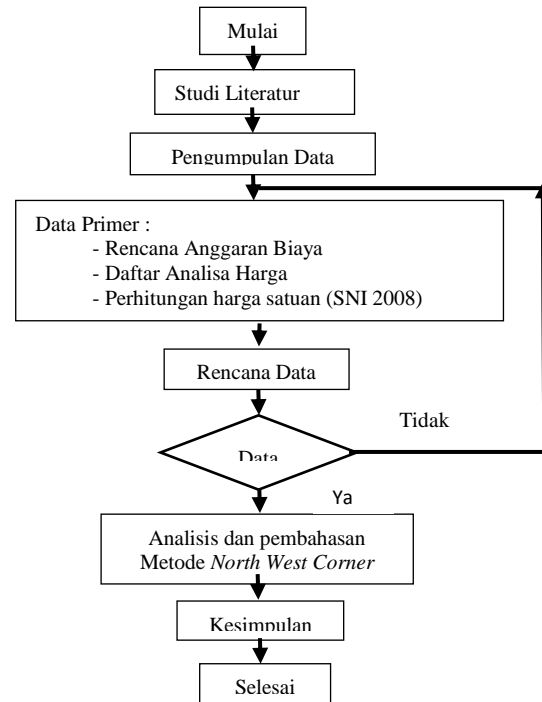 Mulai
Studi Literatur
Pengumpulan Data
Data Primer :
- Rencana Anggaran Biaya
- Daftar Analisa Harga
- Perhitungan harga satuan (SNI 2008)
Rencana Data
Tidak
Data
Ya
Analisis dan pembahasan
Metode North West Corner
Kesimpulan
Selesai